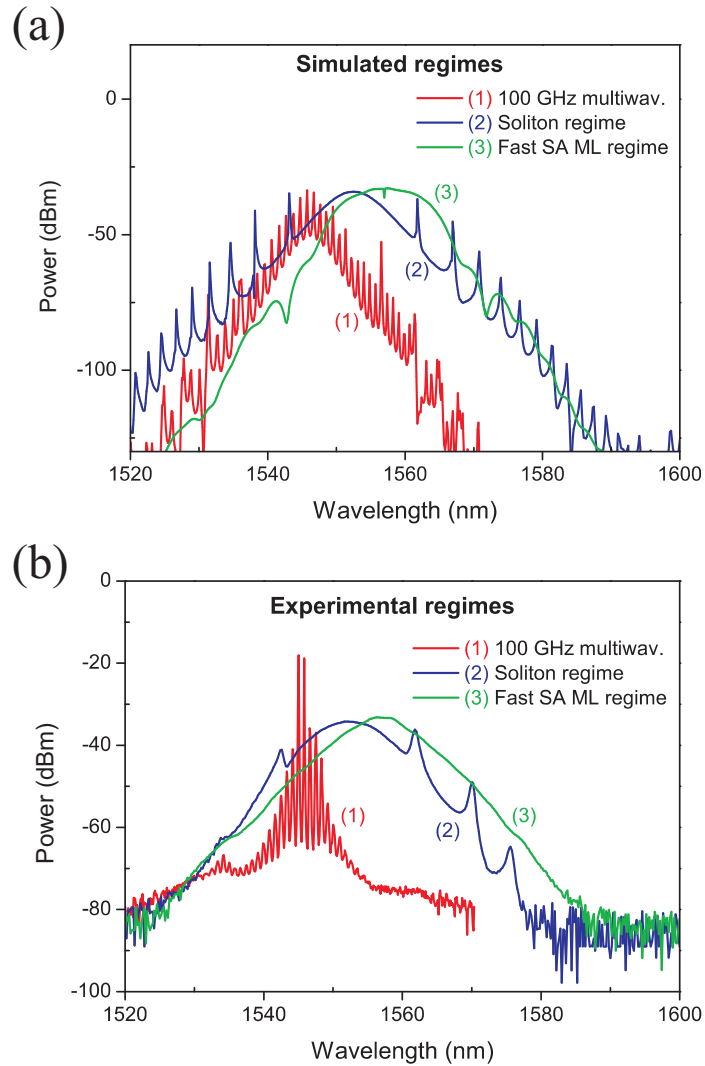 (a)
Simulated regimes
(1) 100 GHz multiwav.
(2) Soliton regime
(3) Fast SA ML regime
0
-50
-100
Power (dBm)
(3)
(2)
(1)
1520 1540 1560 1580 1600
Wavelength (nm)
(b)
Experimental regimes
(1) 100 GHz multiwav.
(2) Soliton regime
(3) Fast SA ML regime
0
-20
-40
-60
-80
-100
Power (dBm)
(1)
(2)
(3)
1520 1540 1560 1580 1600
Wavelength (nm)